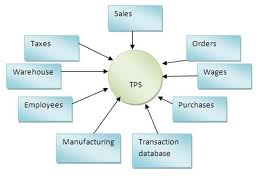 Sales
Taxes
Orders
Warehouse
Wages
TPS
Employees
Purchases
Manufacturing
Transaction
database